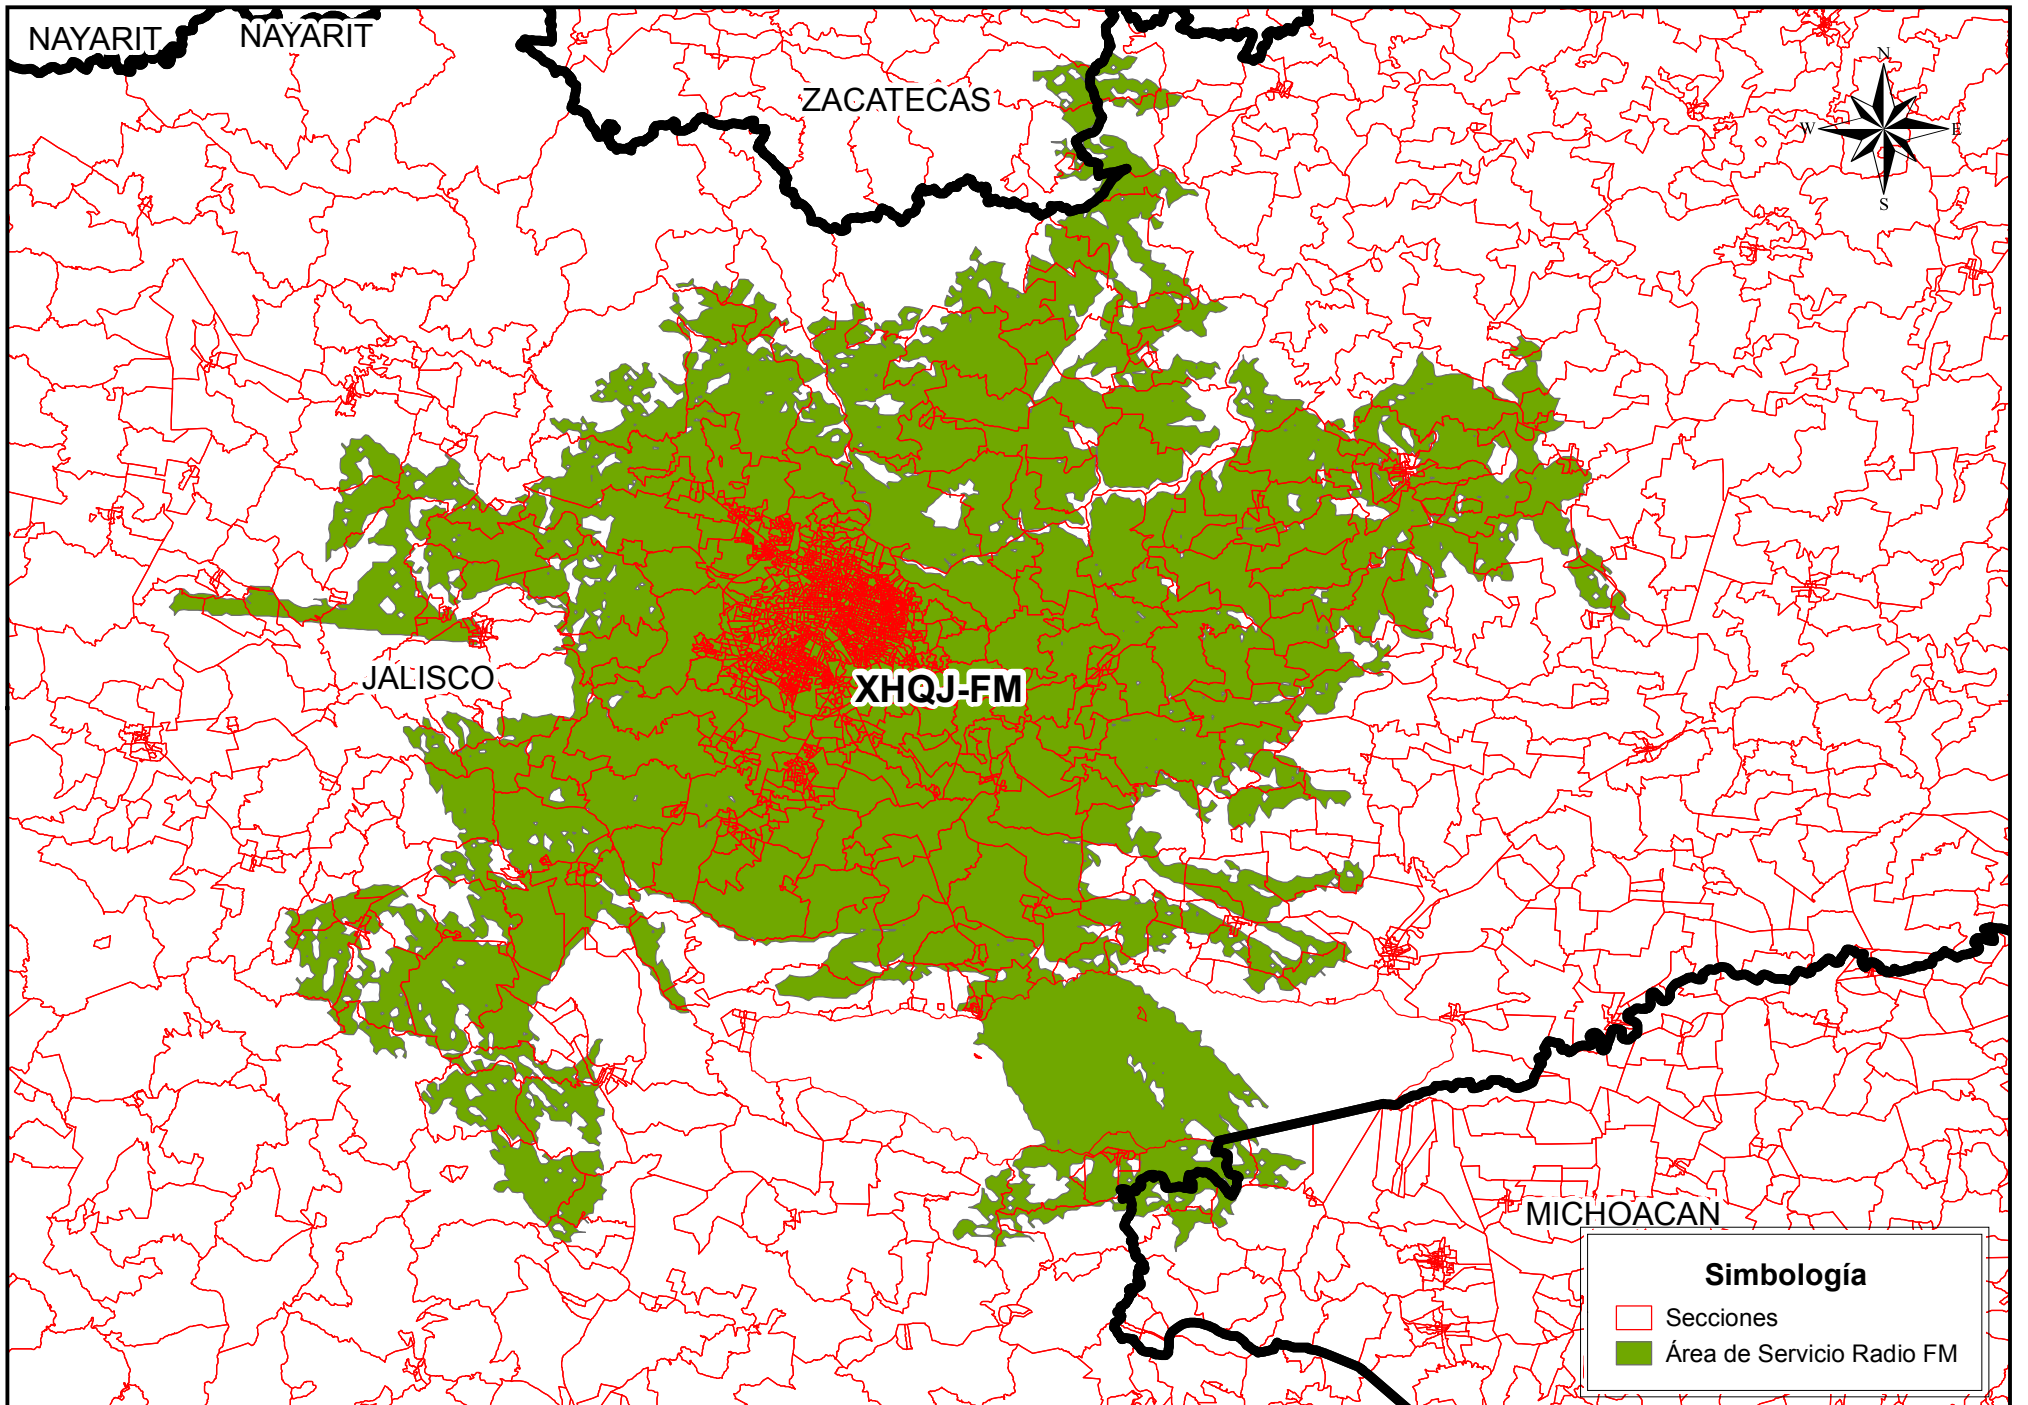 NAYARIT
NAYARIT
ZACATECAS
N
W
E
S
JALISCO
XHQJ-FM
MICHOACAN
Simbología
Secciones
Área de Servicio Radio FM